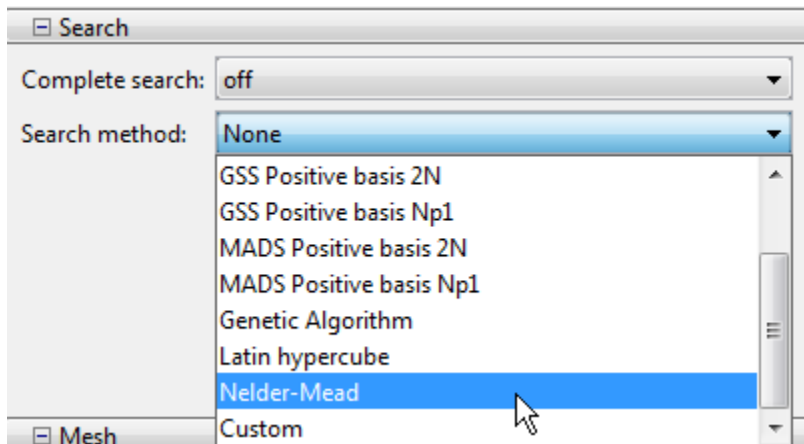 Search
Complete search: off
Search method: None
GSS Positive basis 2N
GSS Positive basis Np1
MADS Positive basis 2N
MADS Positive basis Np1
Genetic Algorithm
Latin hypercube
Nelder-Mead
Custom
Mesh